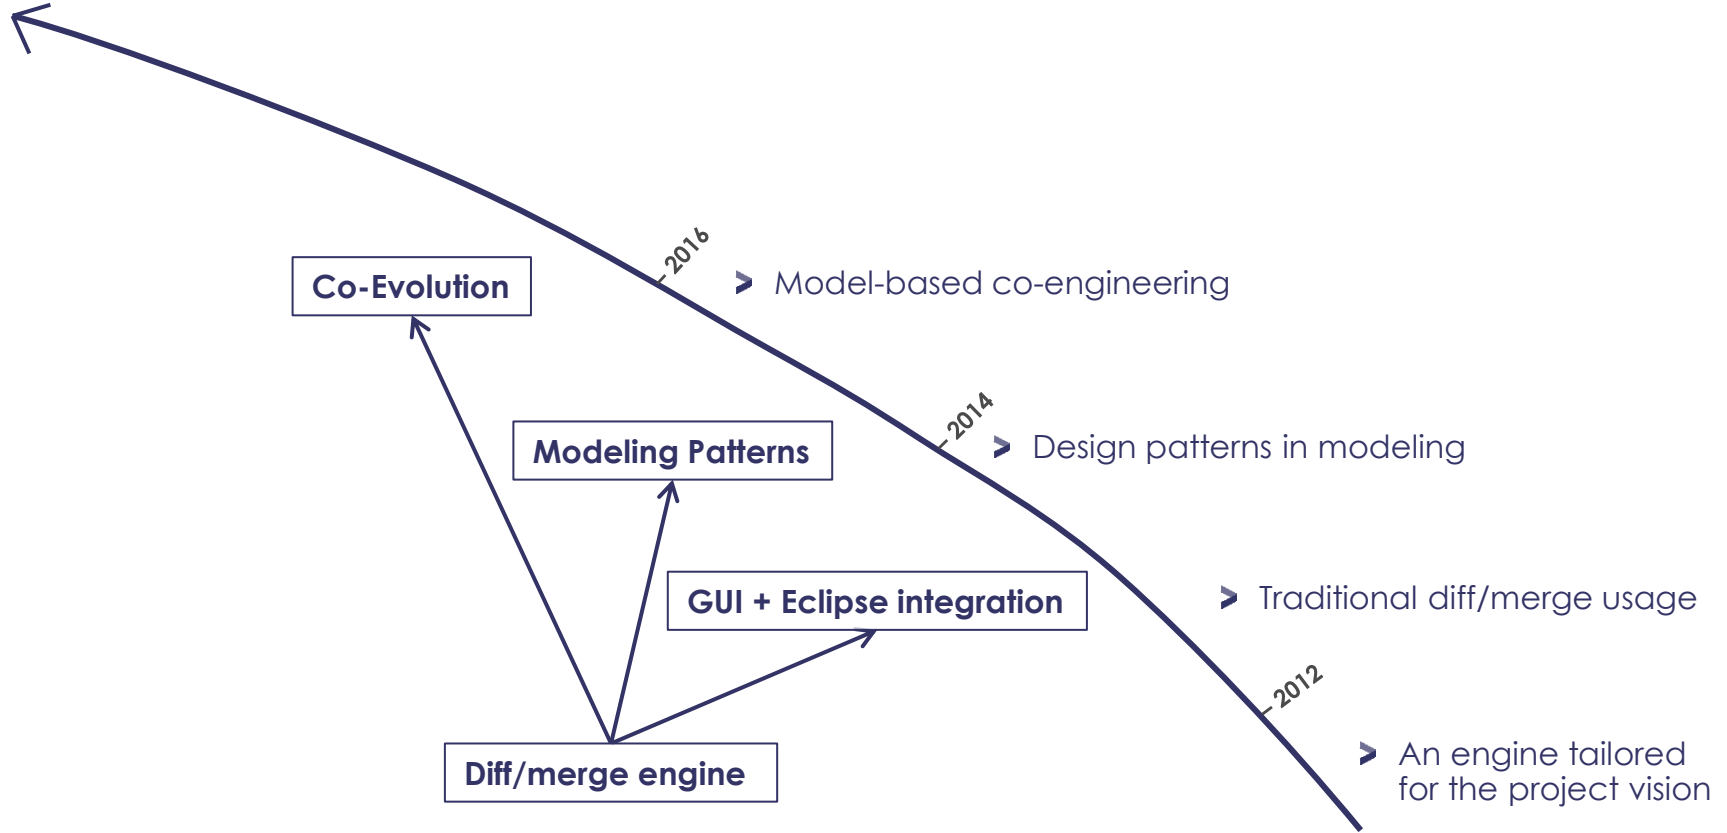 2016
Co-Evolution
Model-based co-engineering
2014
Modeling Patterns
Design patterns in modeling
GUI + Eclipse integration
Traditional diff/merge usage
2012
Diff/merge engine
An engine tailored
for the project vision